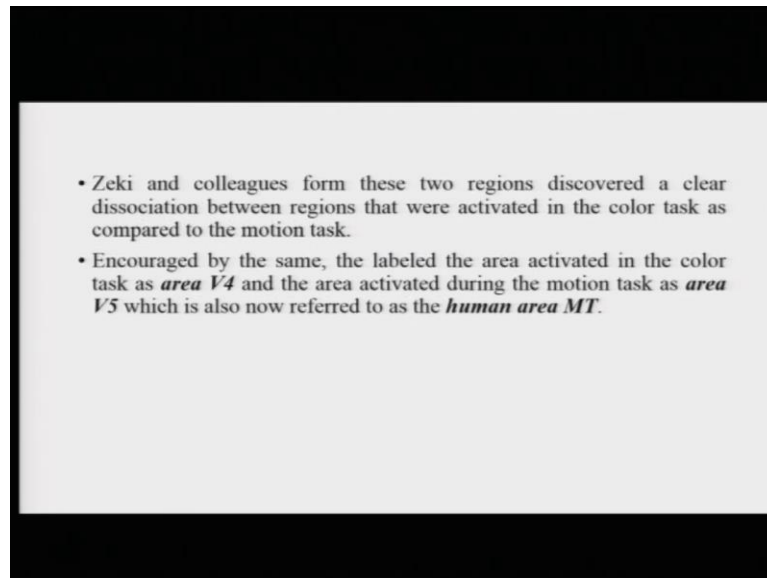 • Zeki and colleagues form these two regions discovered a clear
dissociation between regions that were activated in the color task as
compared to the motion task.
• Encouraged by the same, the labeled the area activated in the color
task as area V4 and the area activated during the motion task as area
V5 which is also now referred to as the human area MT.